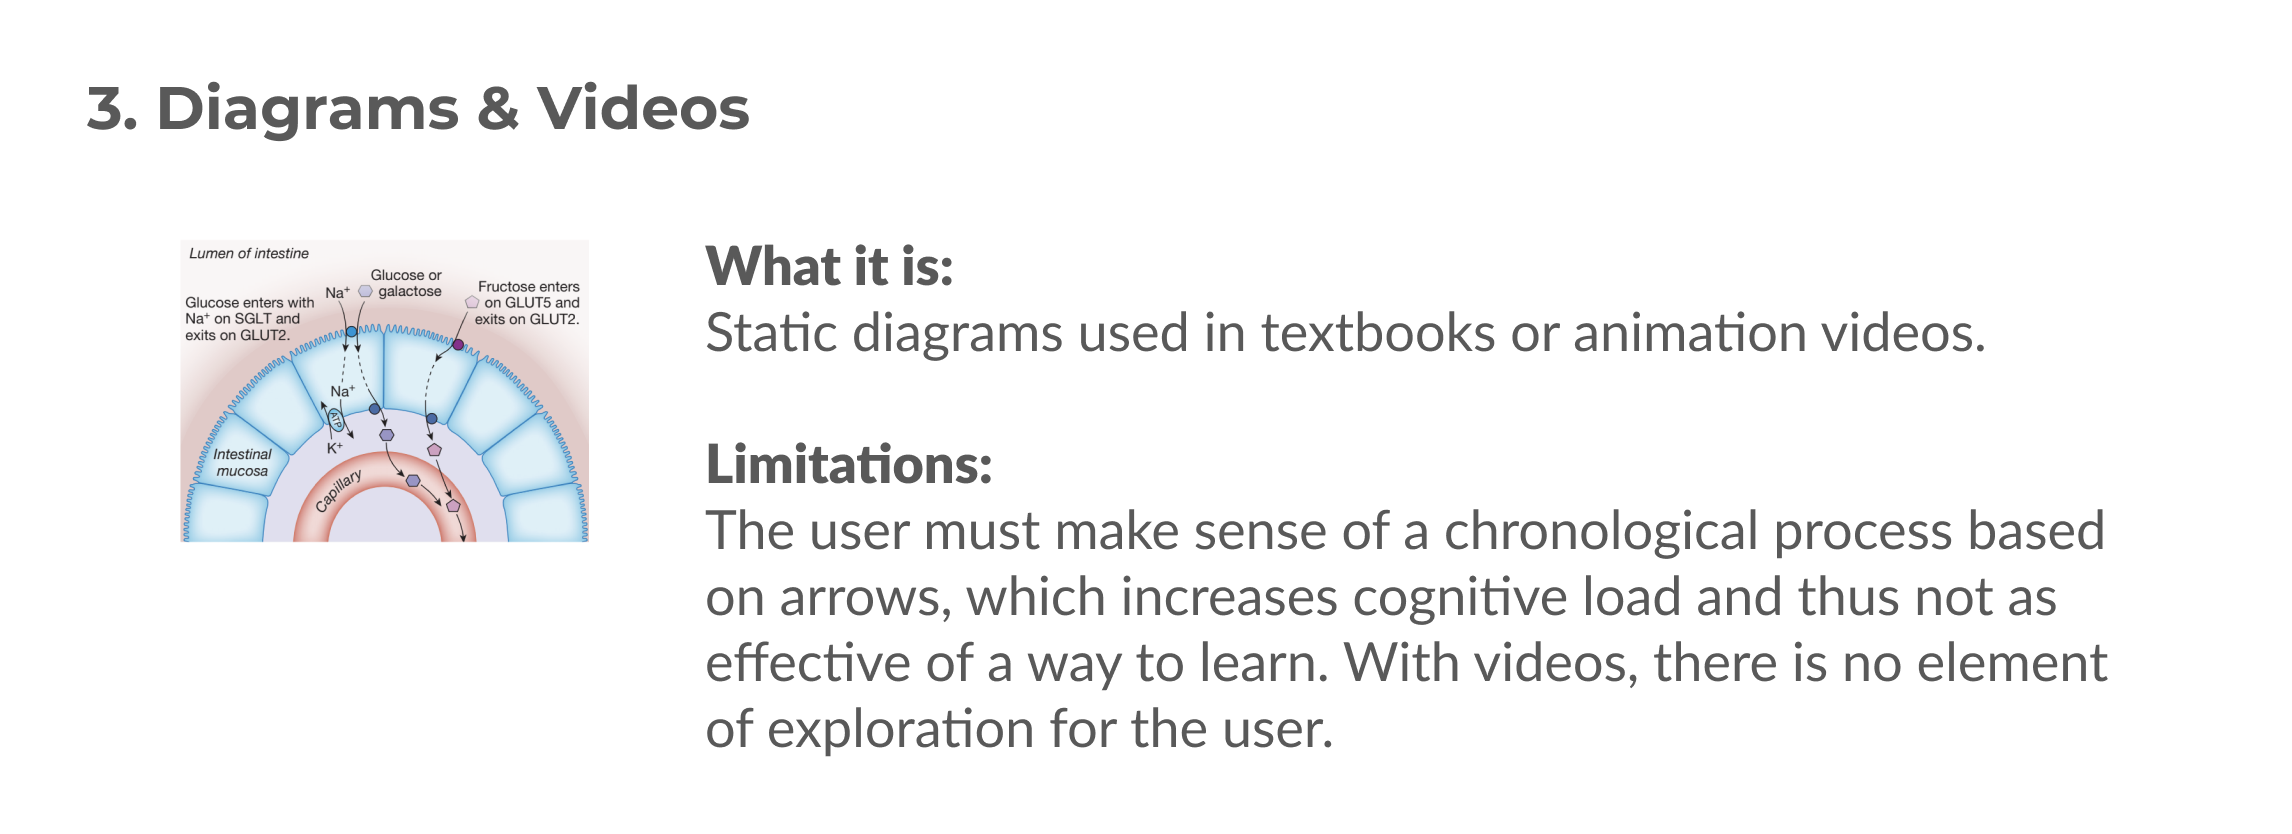 3. Diagrams & Videos
Lumen of intestine
Glucose or
galactose
Na⁺
Fructose enters
on GLUT5 and
exits on GLUT2.
Glucose enters with
Na⁺ on SGLT and
exits on GLUT2.
Na⁺
ATP
K⁺
Intestinal
mucosa
Capillary
What it is:
Static diagrams used in textbooks or animation videos.
Limitations:
The user must make sense of a chronological process based
on arrows, which increases cognitive load and thus not as
effective of a way to learn. With videos, there is no element
of exploration for the user.